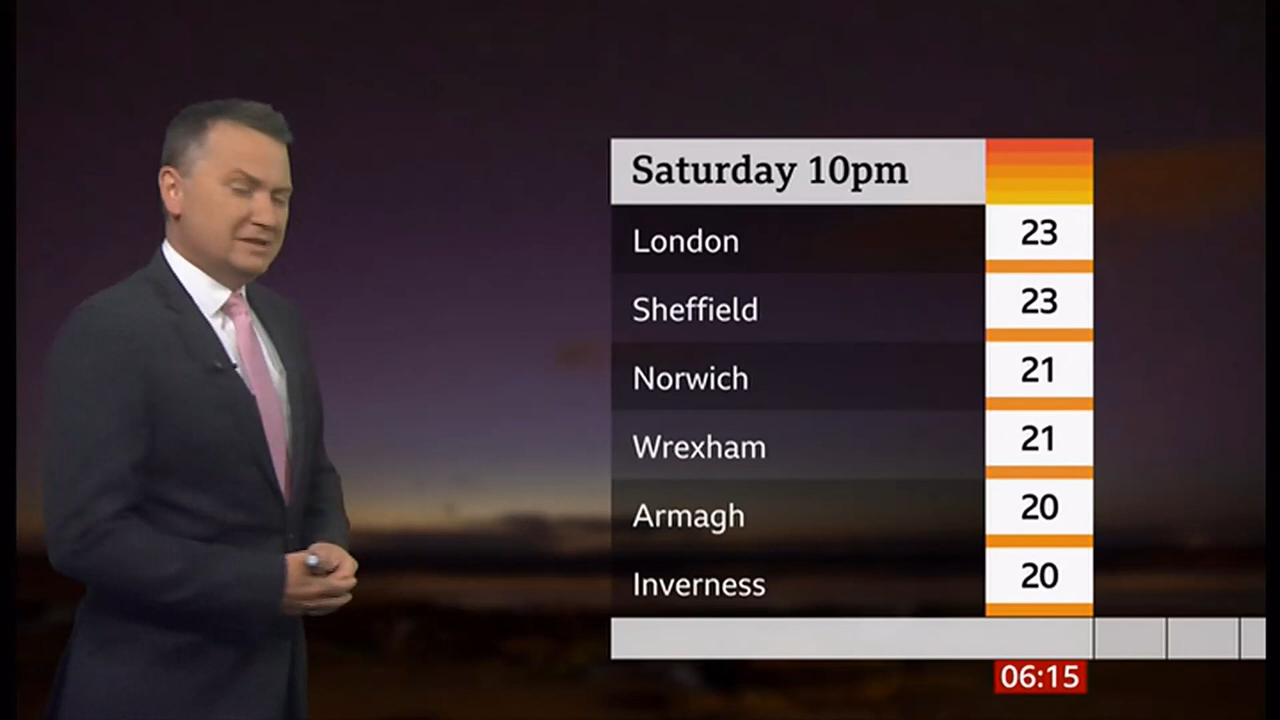 Saturday 10pm
London 23
Sheffield 23
Norwich 21
Wrexham 21
Armagh 20
Inverness 20
06:15